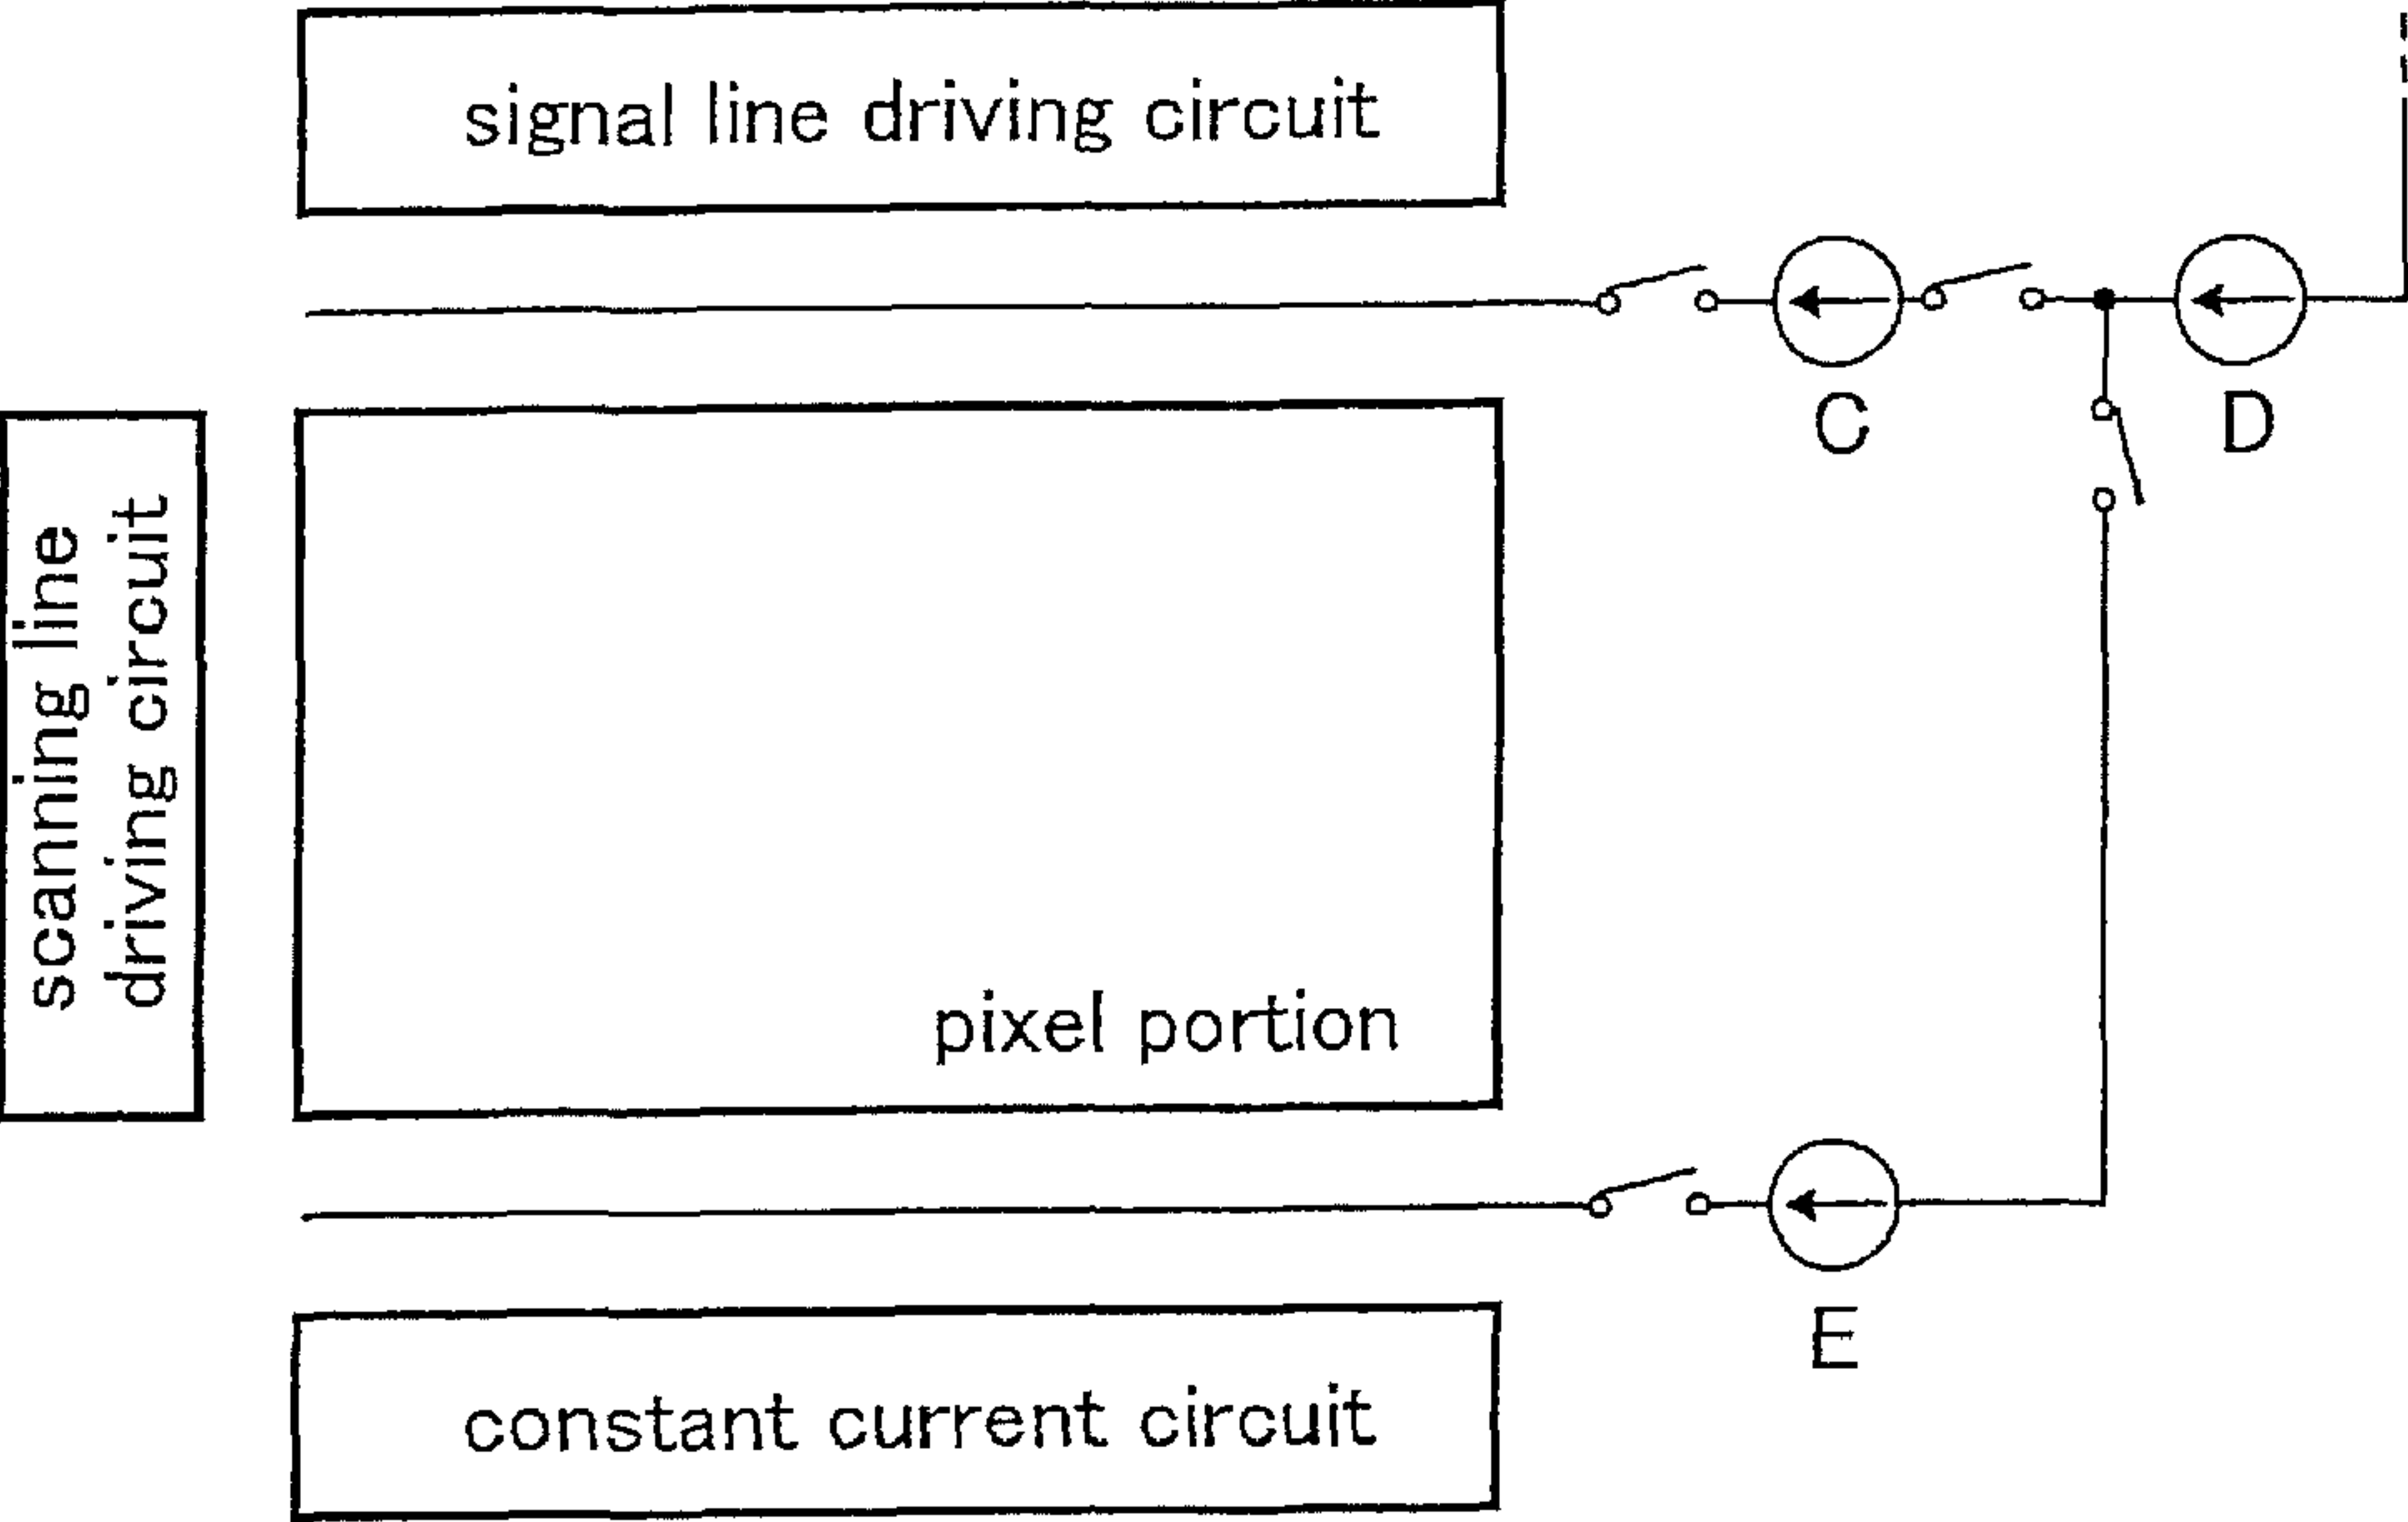 signal line driving circuit
C
D
scanning line
driving circuit
pixel portion
E
constant current circuit